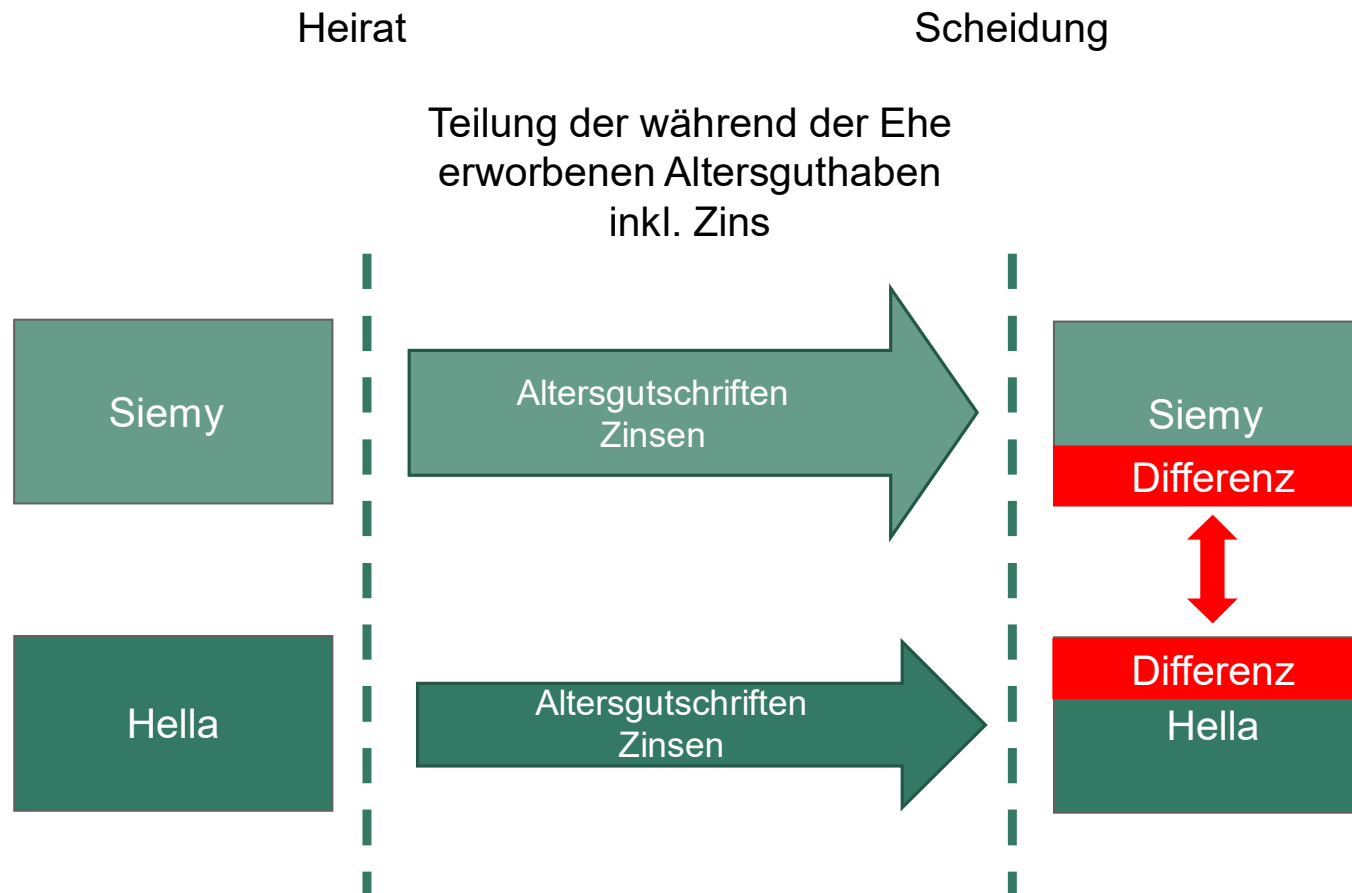 Heirat
Scheidung
Teilung der während der Ehe
erworbenen Altersguthaben
inkl. Zins
Siemy
Altersgutschriften
Zinsen
Siemy
Differenz
Hella
Altersgutschriften
Zinsen
Differenz
Hella